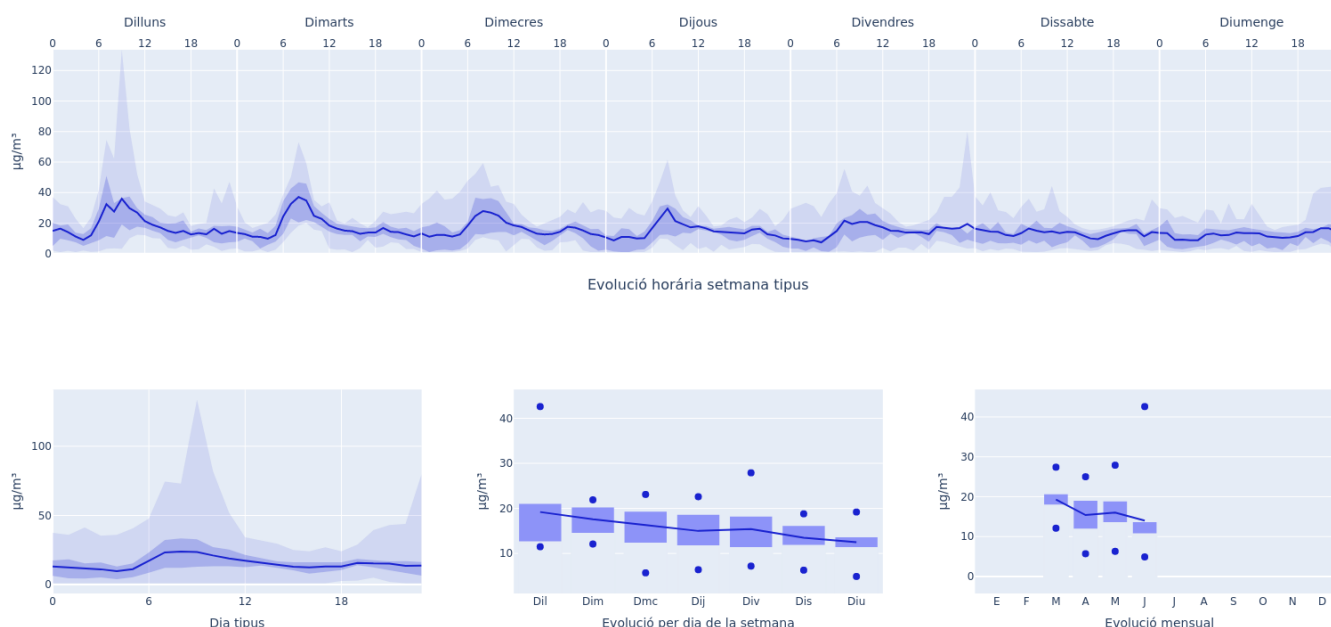 Dilluns Dimarts Dimecres Dijous Divendres Dissabte Diumenge
0 6 12 18 0 6 12 18 0 6 12 18 0 6 12 18 0 6 12 18 0 6 12 18 0 6 12 18
120
100
80
60
40
20
0
µg/m³
Evolució horária setmana tipus
100
50
0
µg/m³
0 6 12 18
Dia tipus
40
30
20
10
µg/m³
Dil Dim Dmc Dij Div Dis Diu
Evolució per dia de la setmana
40
30
20
10
0
µg/m³
E F M A M J J A S O N D
Evolució mensual